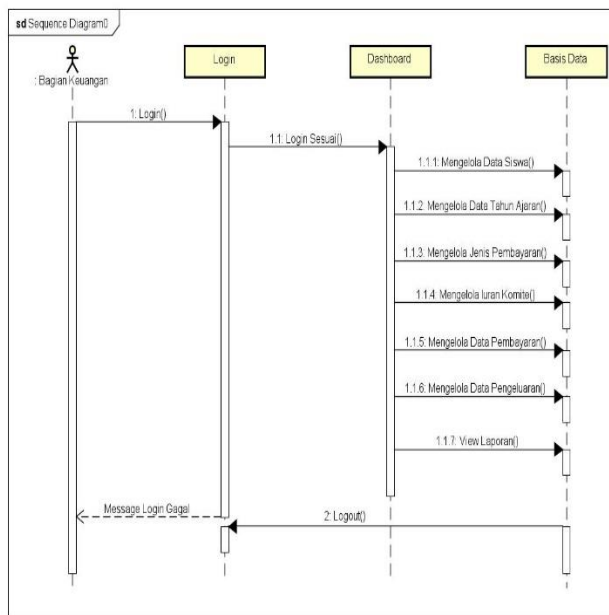 sd Sequence Diagram0
: Bagian Keuangan
Login
Dashboard
Basis Data
1: Login()
1.1: Login Sesuai()
1.1.1: Mengelola Data Siswa()
1.1.2: Mengelola Data Tahun Ajaran()
1.1.3: Mengelola Jenis Pembayaran()
1.1.4: Mengelola Iuran Komite()
1.1.5: Mengelola Data Pembayaran()
1.1.6: Mengelola Data Pengeluaran()
1.1.7: View Laporan()
Message Login Gagal
2: Logout()